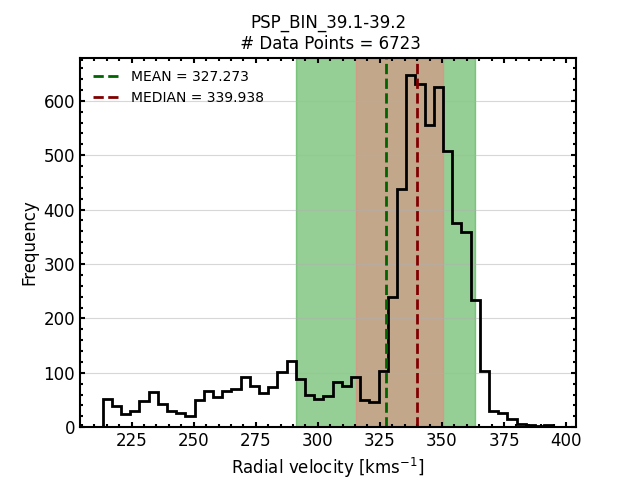 PSP_BIN_39.1-39.2
# Data Points = 6723
MEAN = 327.273
MEDIAN = 339.938
600
500
400
300
200
100
0
Frequency
225 250 275 300 325 350 375 400
Radial velocity [kms⁻¹]